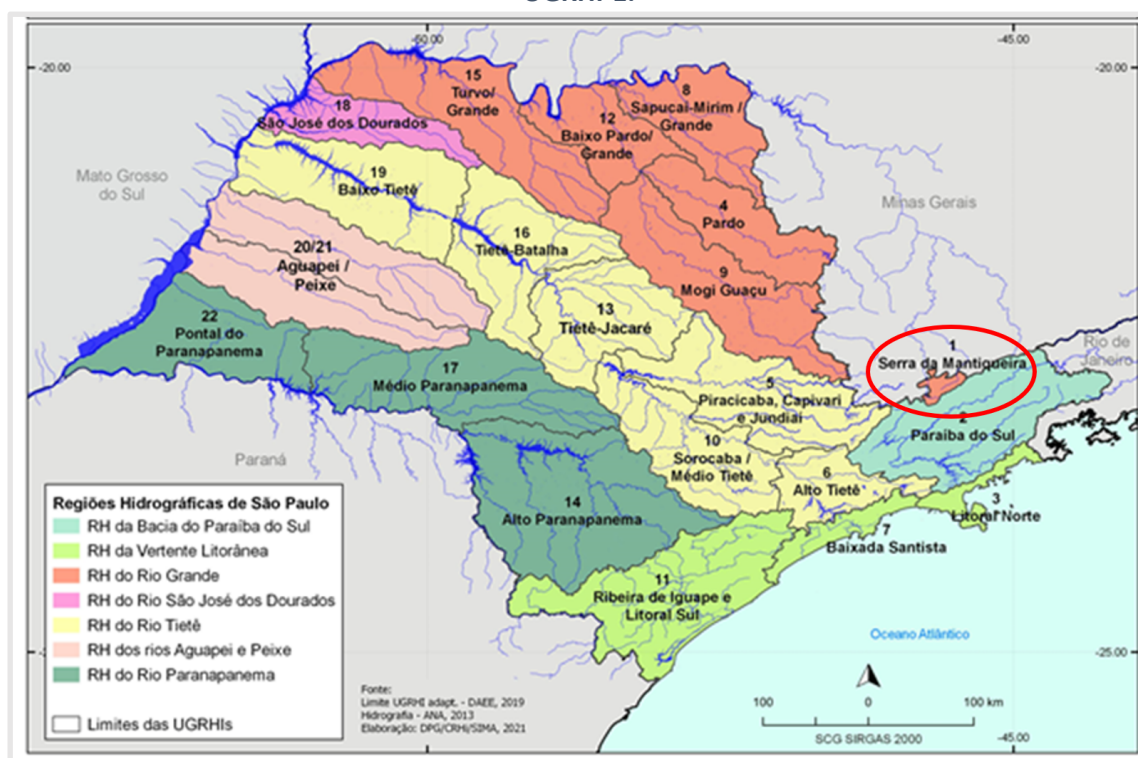 -50.00
-45.00
-20.00
-20.00
15
Turvo/
Grande
8
Sapucaí-Mirim /
Grande
18
São José dos Dourados
12
Baixo Pardo/
Grande
Mato Grosso
do Sul
19
Baixo Tietê
4
Pardo
Minas Gerais
16
Tietê-Batalha
20/21
Aguapeí /
Peixe
9
Mogi Guaçu
13
Tietê-Jacaré
22
Pontal do
Paranapanema
1
Serra da Mantiqueira
Rio de
Janeiro
17
Médio Paranapanema
5
Piracicaba, Capivari
e Jundiaí
2
Paraíba do Sul
10
Sorocaba /
Médio Tietê
6
Alto Tietê
Paraná
14
Alto Paranapanema
3
Litoral Norte
7
Baixada Santista
11
Ribeira de Iguape e
Litoral Sul
Regiões Hidrográficas de São Paulo
RH da Bacia do Paraíba do Sul
RH da Vertente Litorânea
RH do Rio Grande
RH do Rio São José dos Dourados
RH do Rio Tietê
RH dos rios Aguapeí e Peixe
RH do Rio Paranapanema
Limites das UGRHIs
Oceano Atlântico
-25.00
Fonte:
Limite UGRHI adapt. - DAEE, 2019
Hidrografia - ANA, 2013
Elaboração: DPG/CRHi/SIMA, 2021
100 0 100 km
SCG SIRGAS 2000
-45.00